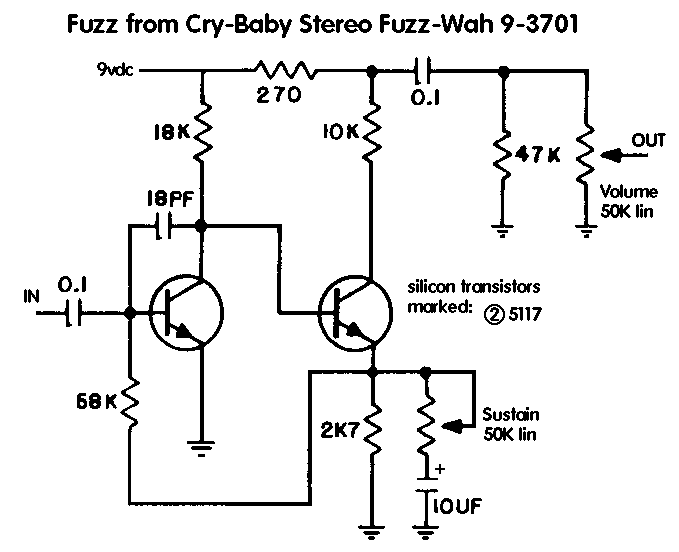 Fuzz from Cry-Baby Stereo Fuzz-Wah 9-3701
9vdc
270
0.1
18K
10K
47K
OUT
Volume
50K lin
18PF
IN
0.1
silicon transistors
marked: ② 5117
68K
2K7
Sustain
50K lin
+
10UF